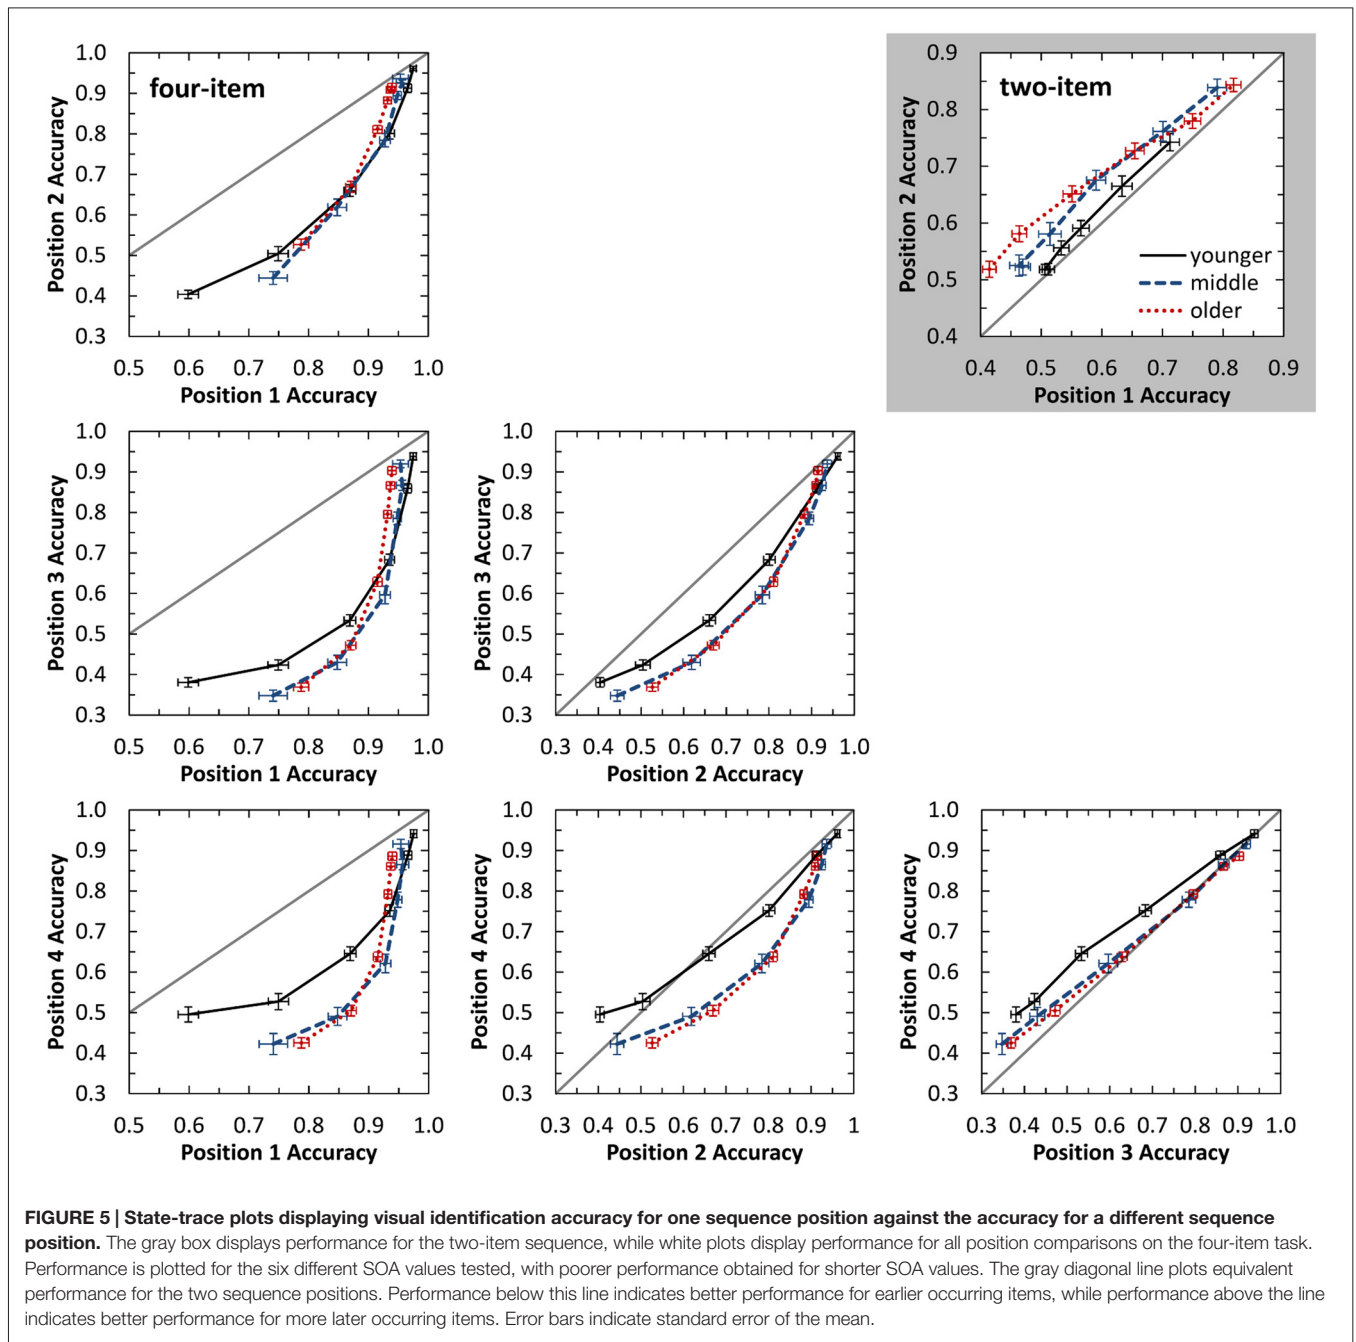 1.0
0.9
0.8
0.7
0.6
0.5
0.4
0.3
Position 2 Accuracy
four-item
0.5 0.6 0.7 0.8 0.9 1.0
Position 1 Accuracy
0.9
0.8
0.7
0.6
0.5
0.4
Position 2 Accuracy
two-item
younger
middle
older
0.4 0.5 0.6 0.7 0.8 0.9
Position 1 Accuracy
1.0
0.9
0.8
0.7
0.6
0.5
0.4
0.3
Position 3 Accuracy
0.5 0.6 0.7 0.8 0.9 1.0
Position 1 Accuracy
1.0
0.9
0.8
0.7
0.6
0.5
0.4
0.3
Position 3 Accuracy
0.3 0.4 0.5 0.6 0.7 0.8 0.9 1.0
Position 2 Accuracy
1.0
0.9
0.8
0.7
0.6
0.5
0.4
0.3
Position 4 Accuracy
0.5 0.6 0.7 0.8 0.9 1.0
Position 1 Accuracy
1.0
0.9
0.8
0.7
0.6
0.5
0.4
0.3
Position 4 Accuracy
0.3 0.4 0.5 0.6 0.7 0.8 0.9 1
Position 2 Accuracy
1.0
0.9
0.8
0.7
0.6
0.5
0.4
0.3
Position 4 Accuracy
0.3 0.4 0.5 0.6 0.7 0.8 0.9 1.0
Position 3 Accuracy
FIGURE 5 | State-trace plots displaying visual identification accuracy for one sequence position against the accuracy for a different sequence
position. The gray box displays performance for the two-item sequence, while white plots display performance for all position comparisons on the four-item task.
Performance is plotted for the six different SOA values tested, with poorer performance obtained for shorter SOA values. The gray diagonal line plots equivalent
performance for the two sequence positions. Performance below this line indicates better performance for earlier occurring items, while performance above the line
indicates better performance for more later occurring items. Error bars indicate standard error of the mean.